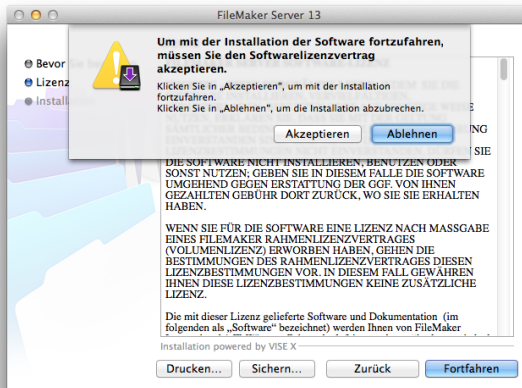 FileMaker Server 13
Um mit der Installation der Software fortzufahren,
müssen Sie den Softwarelizenzvertrag
akzeptieren.
Klicken Sie in „Akzeptieren“, um mit der Installation
fortzufahren.
Klicken Sie in „Ablehnen“, um die Installation abzubrechen.
Akzeptieren
Ablehnen
Bevor
Lizenz
Installation
SIE
DIE SOFTWARE NICHT INSTALLIEREN, BENUTZEN ODER
SONST NUTZEN; GEBEN SIE IN DIESEM FALLE DIE SOFTWARE
UMGEHEND GEGEN ERSTATTUNG DER GGF. VON IHNEN
GEZAHLTEN GEBÜHR DORT ZURÜCK, WO SIE SIE ERHALTEN
HABEN.
WENN SIE FÜR DIE SOFTWARE EINE LIZENZ NACH MASSGABE
EINES FILEMAKER RAHMENLIZENZVERTRAGES
(VOLUMENLIZENZ) ERWORBEN HABEN, GEHEN DIE
BESTIMMUNGEN DES RAHMENLIZENZVERTRAGES DIESEN
LIZENZBESTIMMUNGEN VOR. IN DIESEM FALL GEWÄHREN
IHNEN DIESE LIZENZBESTIMMUNGEN KEINE ZUSÄTZLICHE
LIZENZ.
Die mit dieser Lizenz gelieferte Software und Dokumentation (im
folgenden als „Software“ bezeichnet) werden Ihnen von FileMaker
Installation powered by VISE X
Drucken...
Sichern...
Zurück
Fortfahren